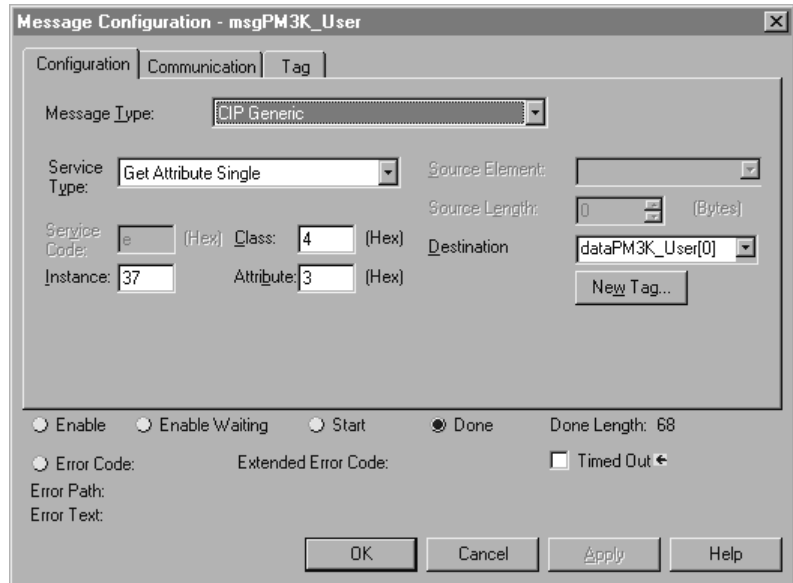 Message Configuration - msgPM3K_User
Configuration Communication Tag
Message Type: CIP Generic
Service Type: Get Attribute Single
Source Element:
Source Length: 0 (Bytes)
Service Code: e (Hex) Class: 4 (Hex)
Destination dataPM3K_User[0]
Instance: 37 Attribute: 3 (Hex)
New Tag...
Enable Enable Waiting Start Done Done Length: 68
Error Code: Extended Error Code: Timed Out
Error Path:
Error Text:
OK Cancel Apply Help